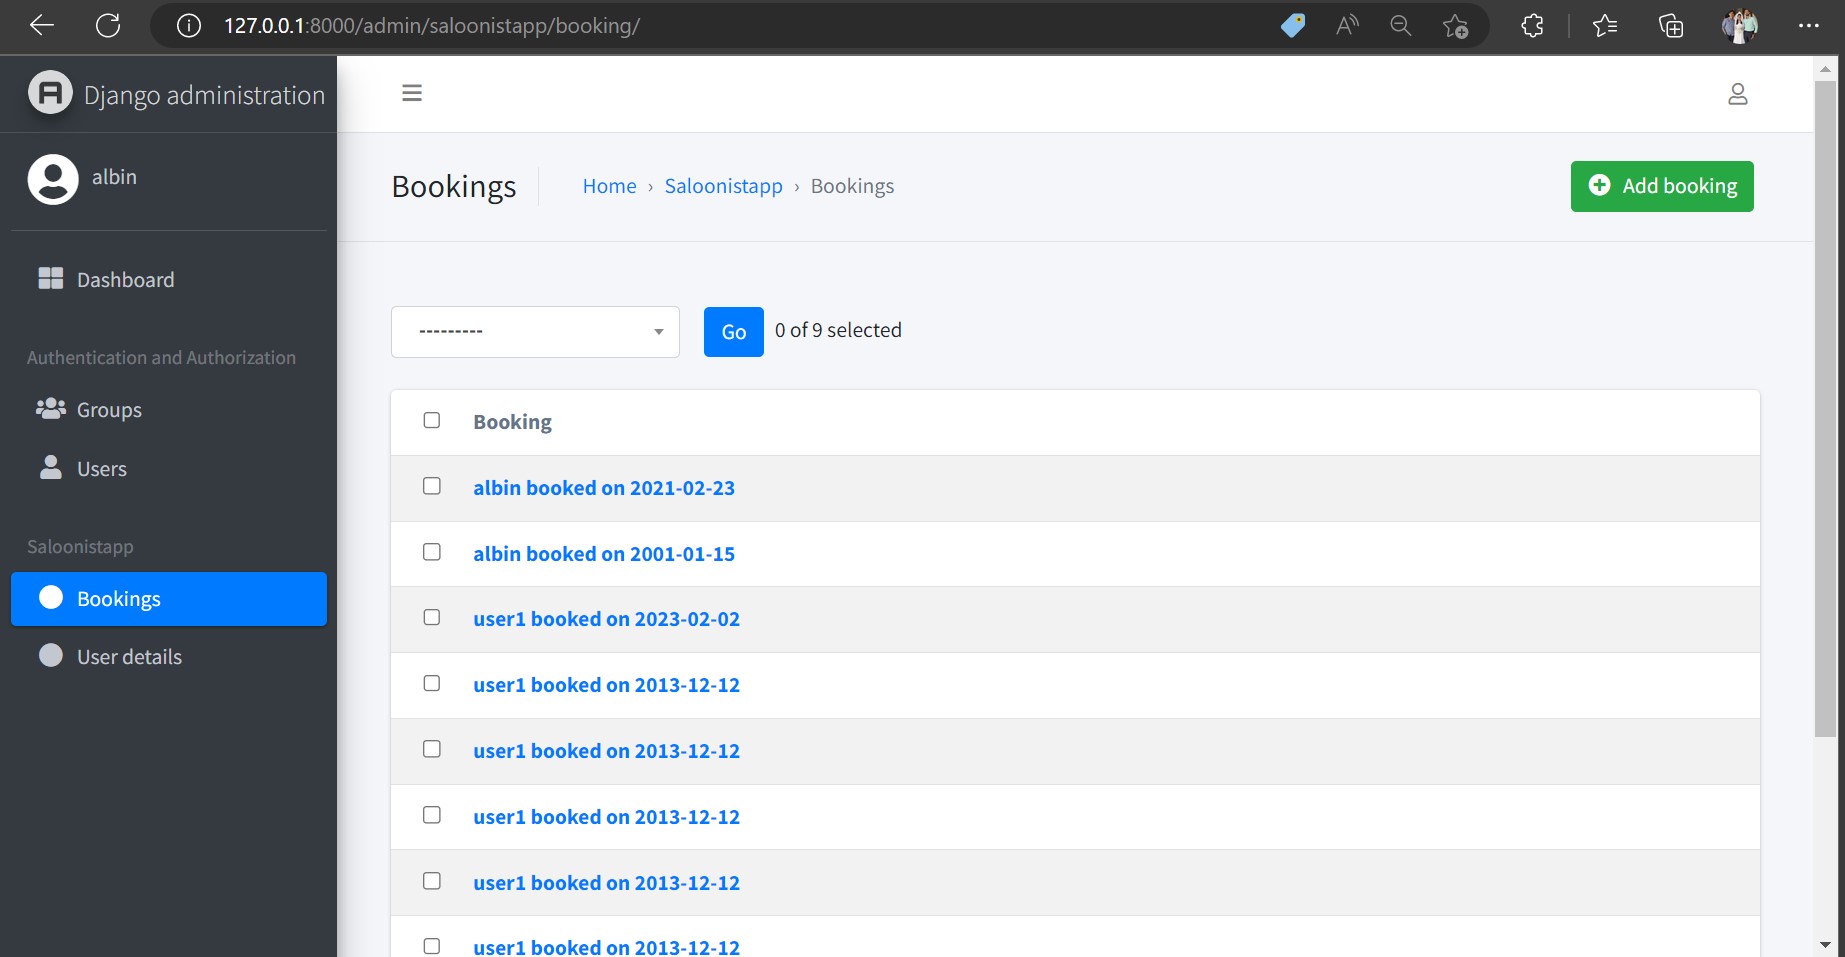 127.0.0.1:8000/admin/saloonistapp/booking/
Django administration
albin
Dashboard
Authentication and Authorization
Groups
Users
Saloonistapp
Bookings
User details
Bookings
Home › Saloonistapp › Bookings
Add booking
---------
Go
0 of 9 selected
Booking
albin booked on 2021-02-23
albin booked on 2001-01-15
user1 booked on 2023-02-02
user1 booked on 2013-12-12
user1 booked on 2013-12-12
user1 booked on 2013-12-12
user1 booked on 2013-12-12
user1 booked on 2013-12-12